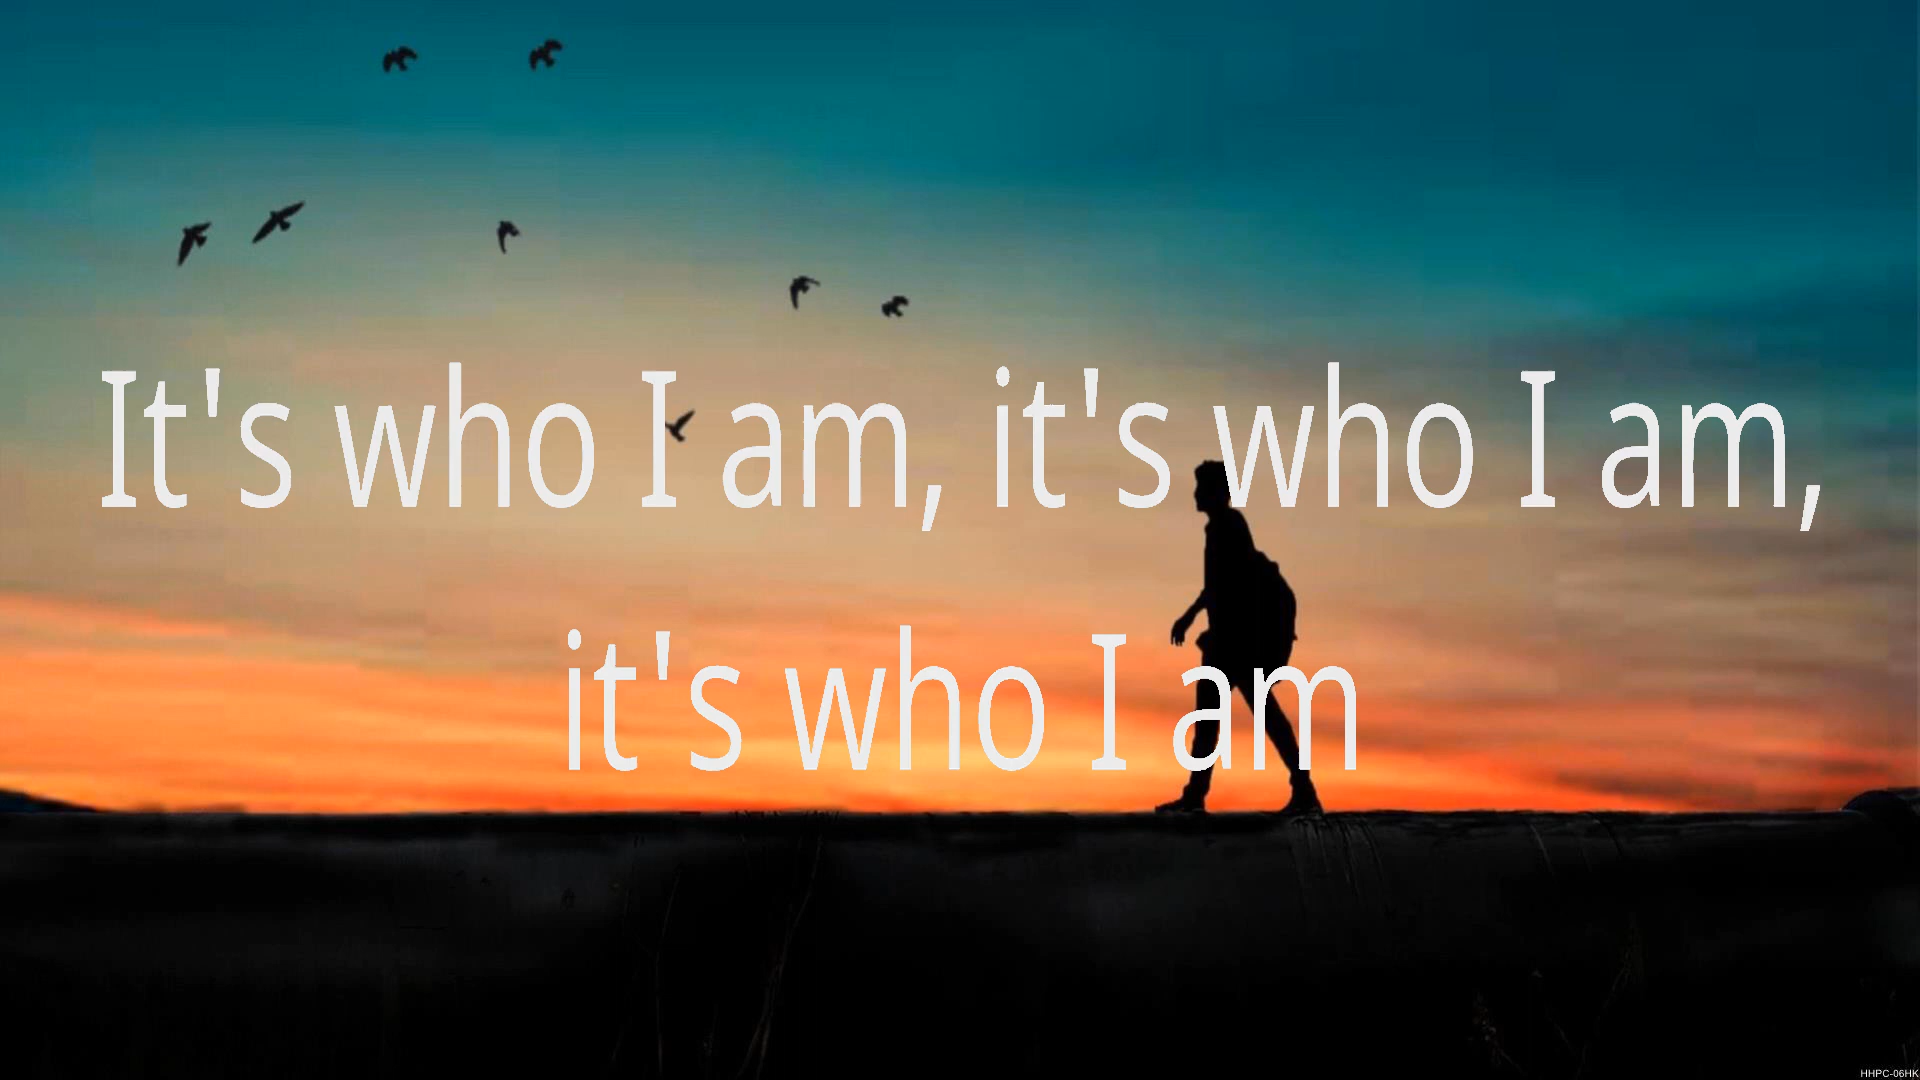 It's who I am, it's who I am,
it's who I am
HHPC-06HK